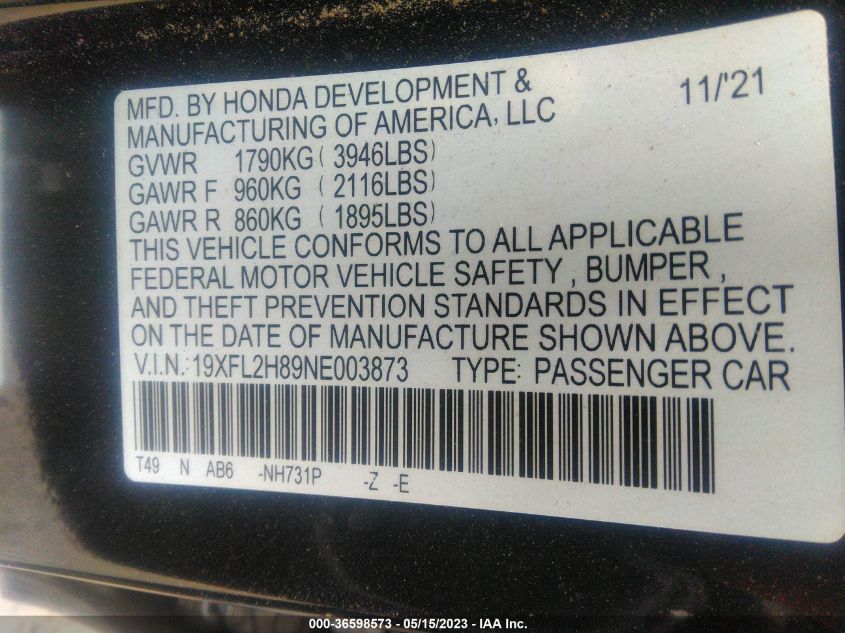 MFD. BY HONDA DEVELOPMENT & 11/'21
MANUFACTURING OF AMERICA, LLC
GVWR 1790KG ( 3946LBS)
GAWR F 960KG ( 2116LBS)
GAWR R 860KG ( 1895LBS)
THIS VEHICLE CONFORMS TO ALL APPLICABLE
FEDERAL MOTOR VEHICLE SAFETY , BUMPER ,
AND THEFT PREVENTION STANDARDS IN EFFECT
ON THE DATE OF MANUFACTURE SHOWN ABOVE.
V.I.N.: 19XFL2H89NE003873 TYPE: PASSENGER CAR
T49 N AB6 -NH731P -Z -E
000-36598573 - 05/15/2023 - IAA Inc.